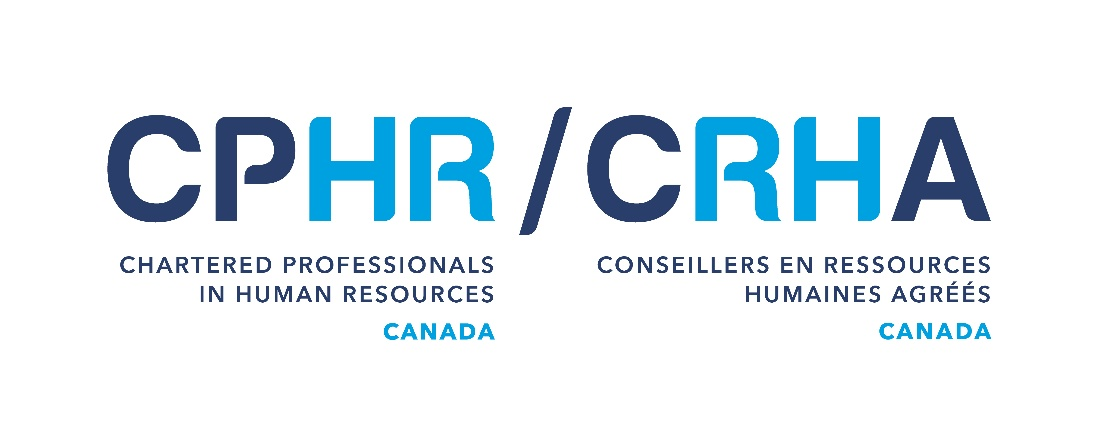 CPHR / CRHA
CHARTERED PROFESSIONALS
IN HUMAN RESOURCES
CANADA
CONSEILLERS EN RESSOURCES
HUMAINES AGRÉÉS
CANADA